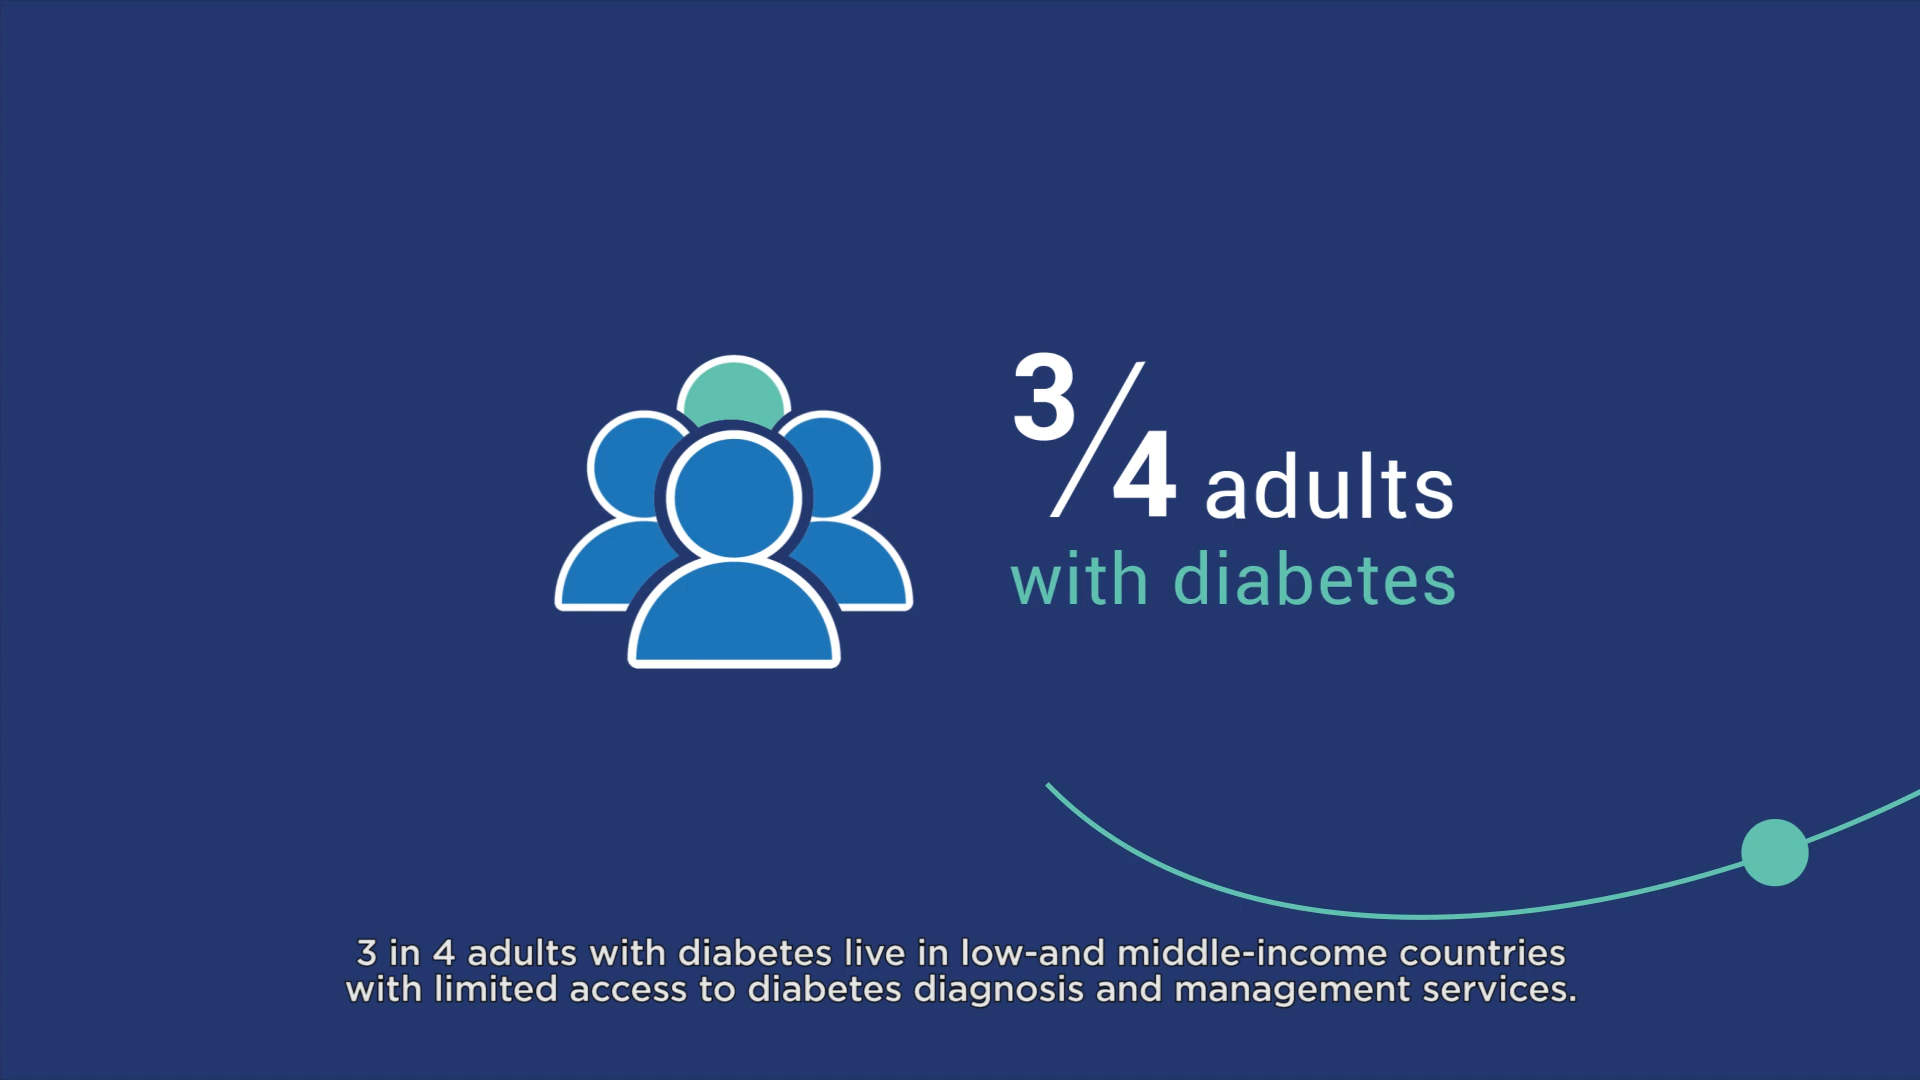 3/4 adults
with diabetes
3 in 4 adults with diabetes live in low-and middle-income countries
with limited access to diabetes diagnosis and management services.